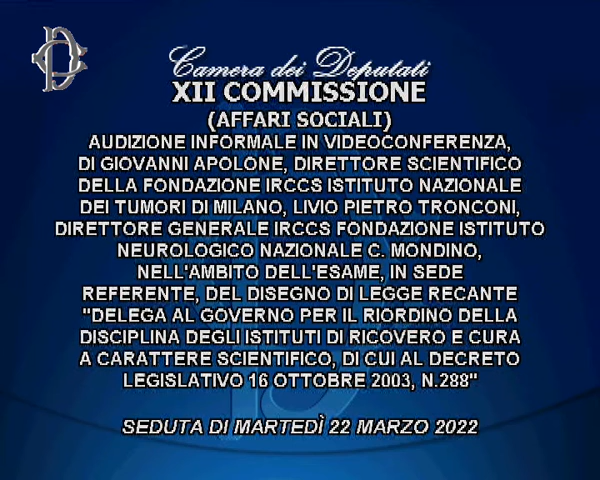 Camera dei Deputati
XII COMMISSIONE
(AFFARI SOCIALI)
AUDIZIONE INFORMALE IN VIDEOCONFERENZA,
DI GIOVANNI APOLONE, DIRETTORE SCIENTIFICO
DELLA FONDAZIONE IRCCS ISTITUTO NAZIONALE
DEI TUMORI DI MILANO, LIVIO PIETRO TRONCONI,
DIRETTORE GENERALE IRCCS FONDAZIONE ISTITUTO
NEUROLOGICO NAZIONALE C. MONDINO,
NELL'AMBITO DELL'ESAME, IN SEDE
REFERENTE, DEL DISEGNO DI LEGGE RECANTE
"DELEGA AL GOVERNO PER IL RIORDINO DELLA
DISCIPLINA DEGLI ISTITUTI DI RICOVERO E CURA
A CARATTERE SCIENTIFICO, DI CUI AL DECRETO
LEGISLATIVO 16 OTTOBRE 2003, N.288"
SEDUTA DI MARTEDÌ 22 MARZO 2022